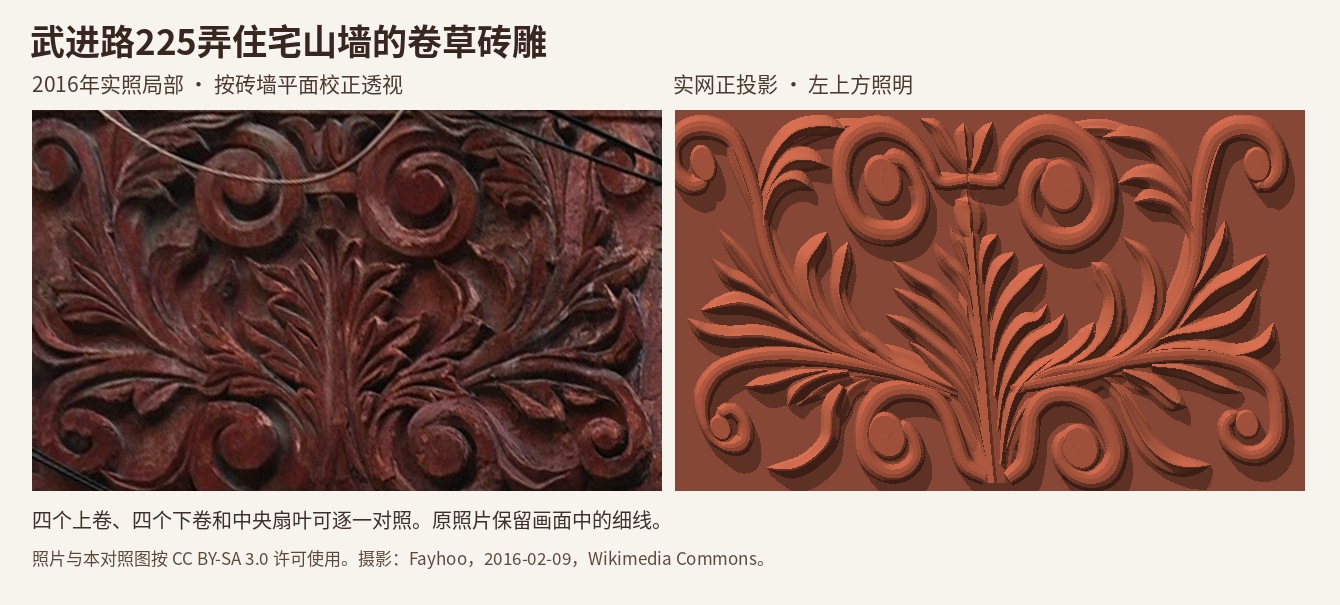 武进路225弄住宅山墙的卷草砖雕
2016年实照局部 · 按砖墙平面校正透视
实网正投影 · 左上方照明
四个上卷、四个下卷和中央扇叶可逐一对照。原照片保留画面中的细线。
照片与本对照图按 CC BY-SA 3.0 许可使用。摄影：Fayhoo，2016-02-09，Wikimedia Commons。